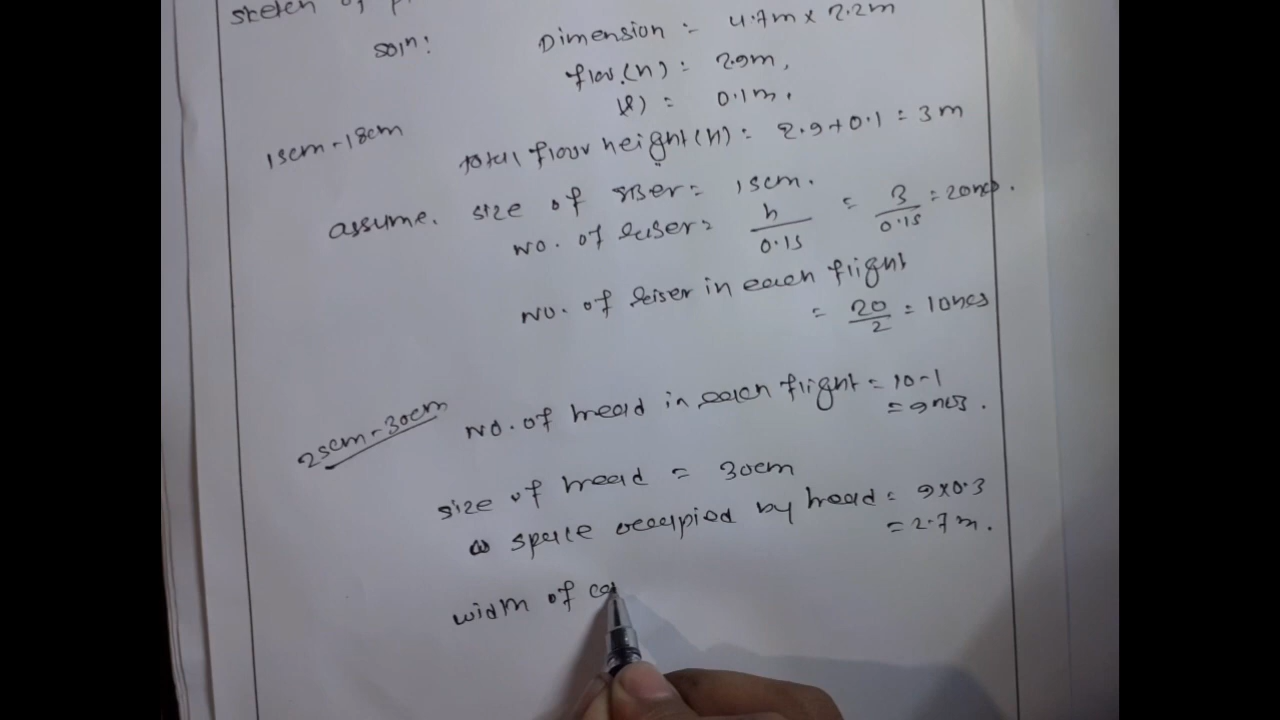 sketch of p
soln: Dimension = 4.7m x 2.2m
floor(h) = 2.9m,
= 0.1m.
15cm - 18cm
total floor height(h) = 2.9+0.1 = 3m
assume. size of riser = 15cm.
No. of riser = h/0.15 = 3/0.15 = 20nos.
No. of riser in each flight
= 20/2 = 10nos
25cm - 30cm
No. of tread in each flight = 10-1
= 9nos.
size of tread = 30cm
space occupied by tread = 9x0.3
= 2.7m.
width of co